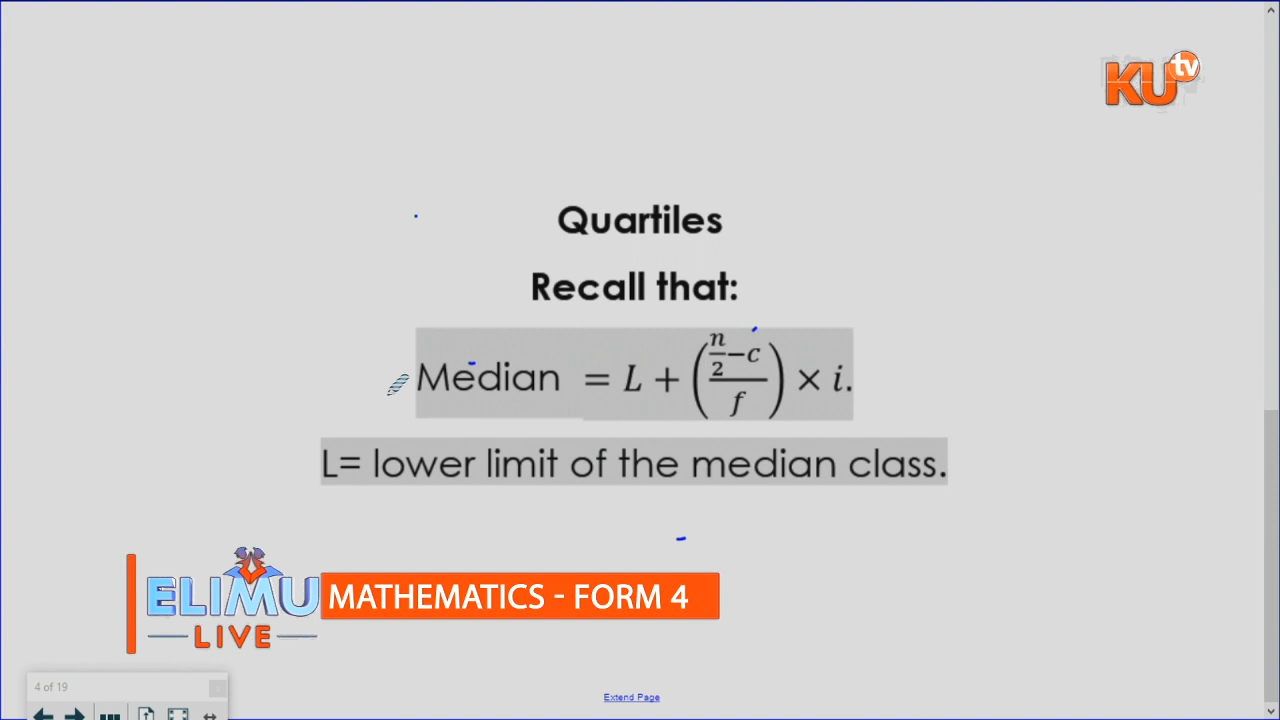 KU tv
Quartiles
Recall that:
Median = L + ((n/2 − c)/f) × i.
L= lower limit of the median class.
ELIMU
LIVE
MATHEMATICS - FORM 4
4 of 19
Extend Page